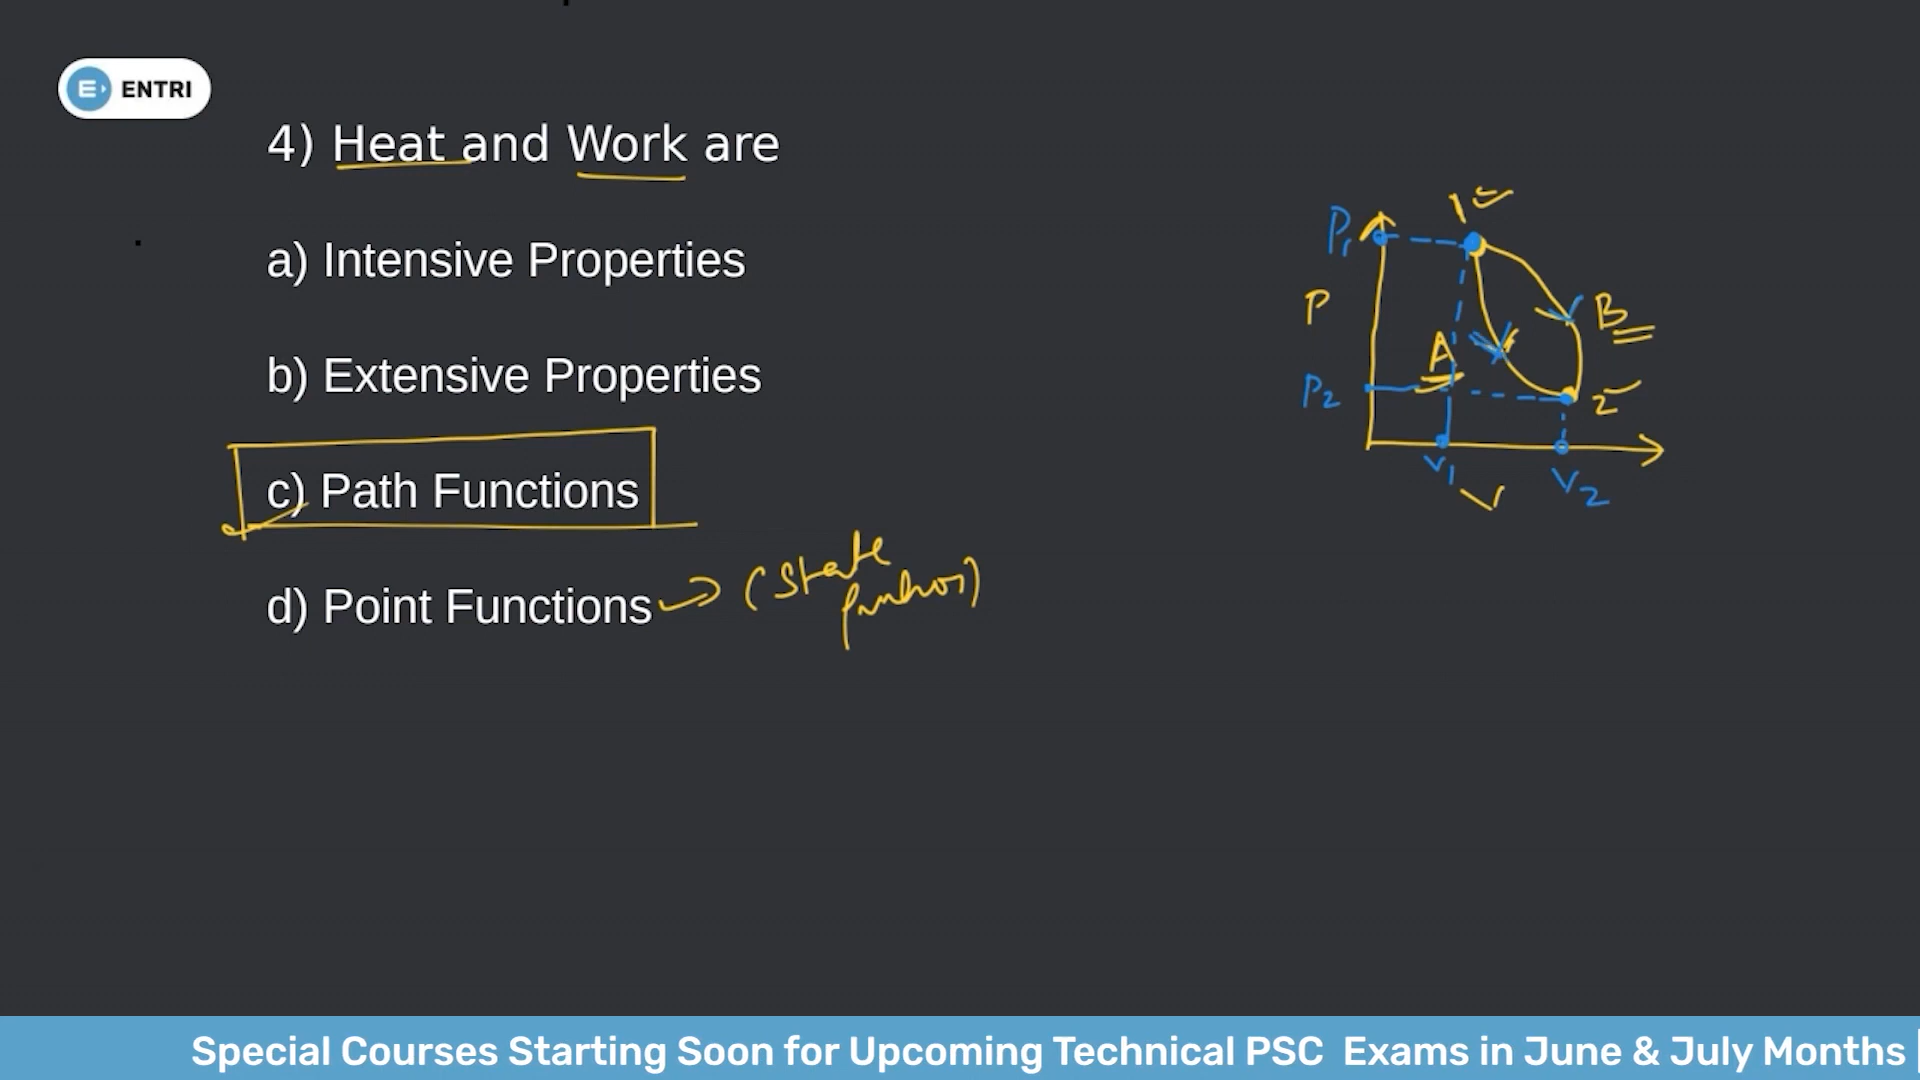 ENTRI
4) Heat and Work are
a) Intensive Properties
b) Extensive Properties
c) Path Functions
d) Point Functions → (State
function)
1
P1
P
B
A
P2
2
V1
V
V2
Special Courses Starting Soon for Upcoming Technical PSC Exams in June & July Months